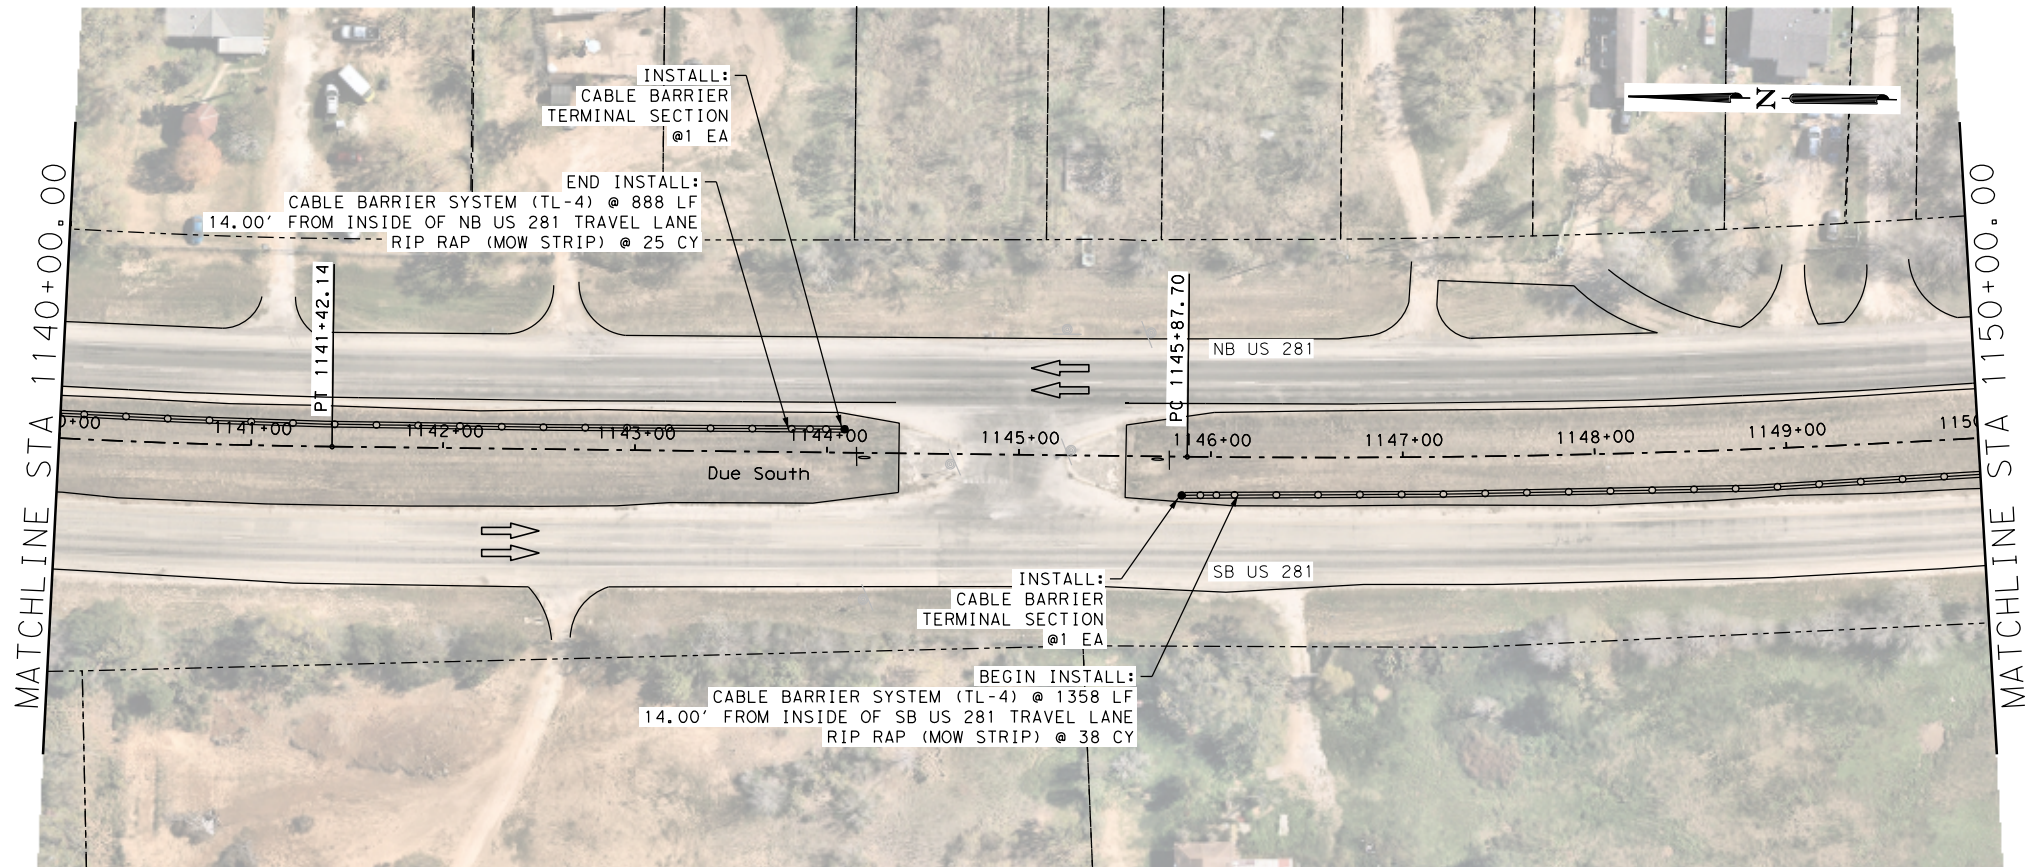 INSTALL:
CABLE BARRIER
TERMINAL SECTION
@1 EA
N
END INSTALL:
CABLE BARRIER SYSTEM (TL-4) @ 888 LF
14.00' FROM INSIDE OF NB US 281 TRAVEL LANE
RIP RAP (MOW STRIP) @ 25 CY
MATCHLINE STA 1140+00.00
PT 1141+42.14
PC 1145+87.70
NB US 281
MATCHLINE STA 1150+00.00
0+00
1141+00
1142+00
1143+00
1144+00
1145+00
1146+00
1147+00
1148+00
1149+00
1150
Due South
SB US 281
INSTALL:
CABLE BARRIER
TERMINAL SECTION
@1 EA
BEGIN INSTALL:
CABLE BARRIER SYSTEM (TL-4) @ 1358 LF
14.00' FROM INSIDE OF SB US 281 TRAVEL LANE
RIP RAP (MOW STRIP) @ 38 CY